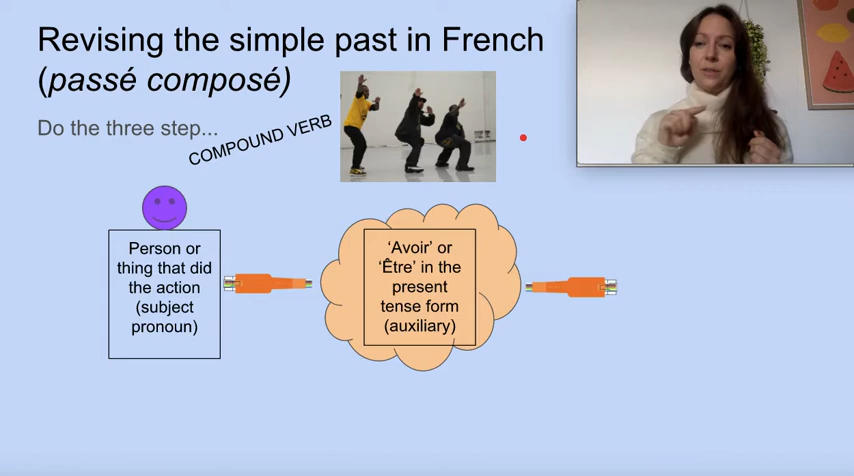 Revising the simple past in French
(passé composé)
Do the three step...
COMPOUND VERB
Person or
thing that did
the action
(subject
pronoun)
‘Avoir’ or
‘Être’ in the
present
tense form
(auxiliary)